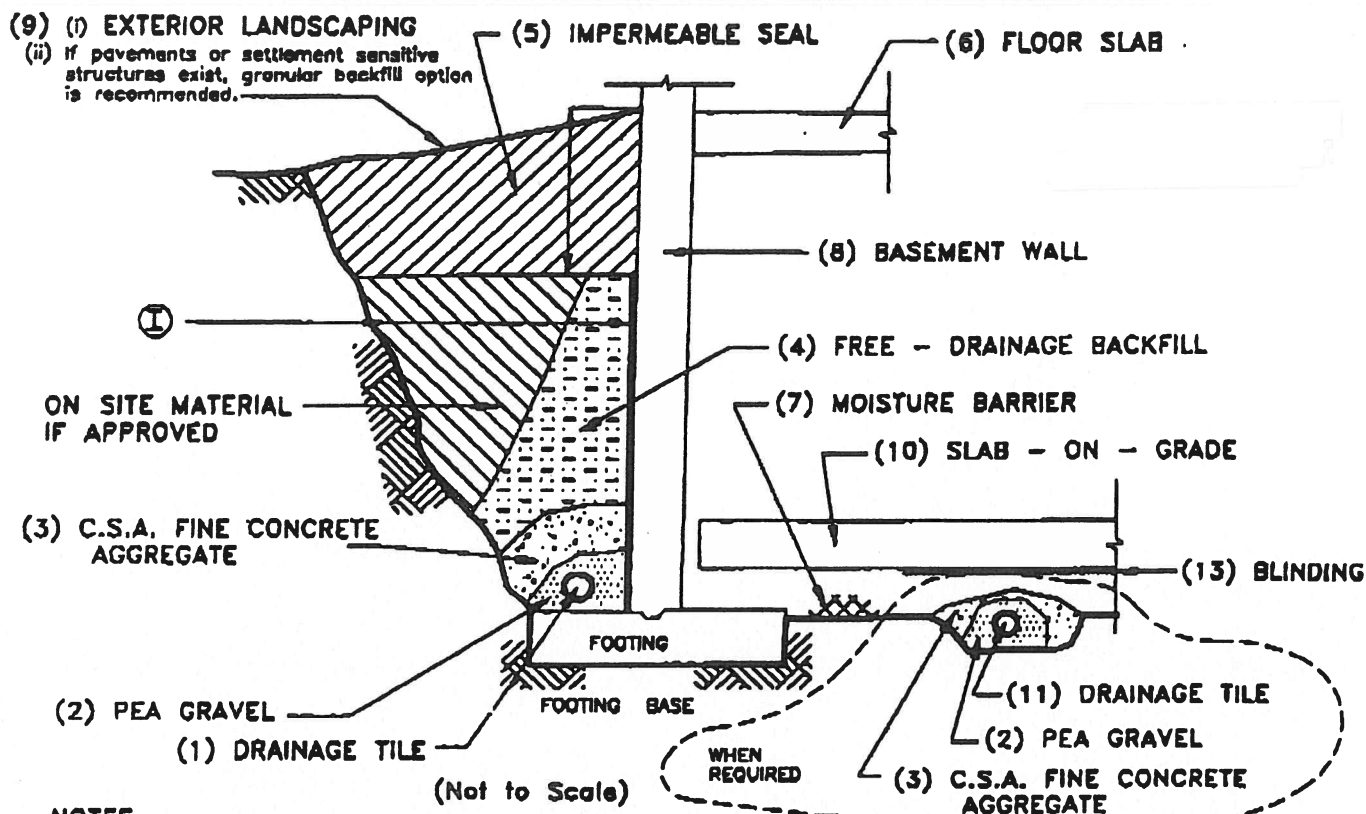 (9) (i) EXTERIOR LANDSCAPING
(ii) If pavements or settlement sensitive
structures exist, granular backfill option
is recommended.
(5) IMPERMEABLE SEAL
(6) FLOOR SLAB
(8) BASEMENT WALL
I
(4) FREE - DRAINAGE BACKFILL
ON SITE MATERIAL
IF APPROVED
(7) MOISTURE BARRIER
(10) SLAB - ON - GRADE
(3) C.S.A. FINE CONCRETE
AGGREGATE
(13) BLINDING
FOOTING
(2) PEA GRAVEL
FOOTING BASE
(11) DRAINAGE TILE
(1) DRAINAGE TILE
(2) PEA GRAVEL
WHEN
REQUIRED
(3) C.S.A. FINE CONCRETE
AGGREGATE
(Not to Scale)
NOTES